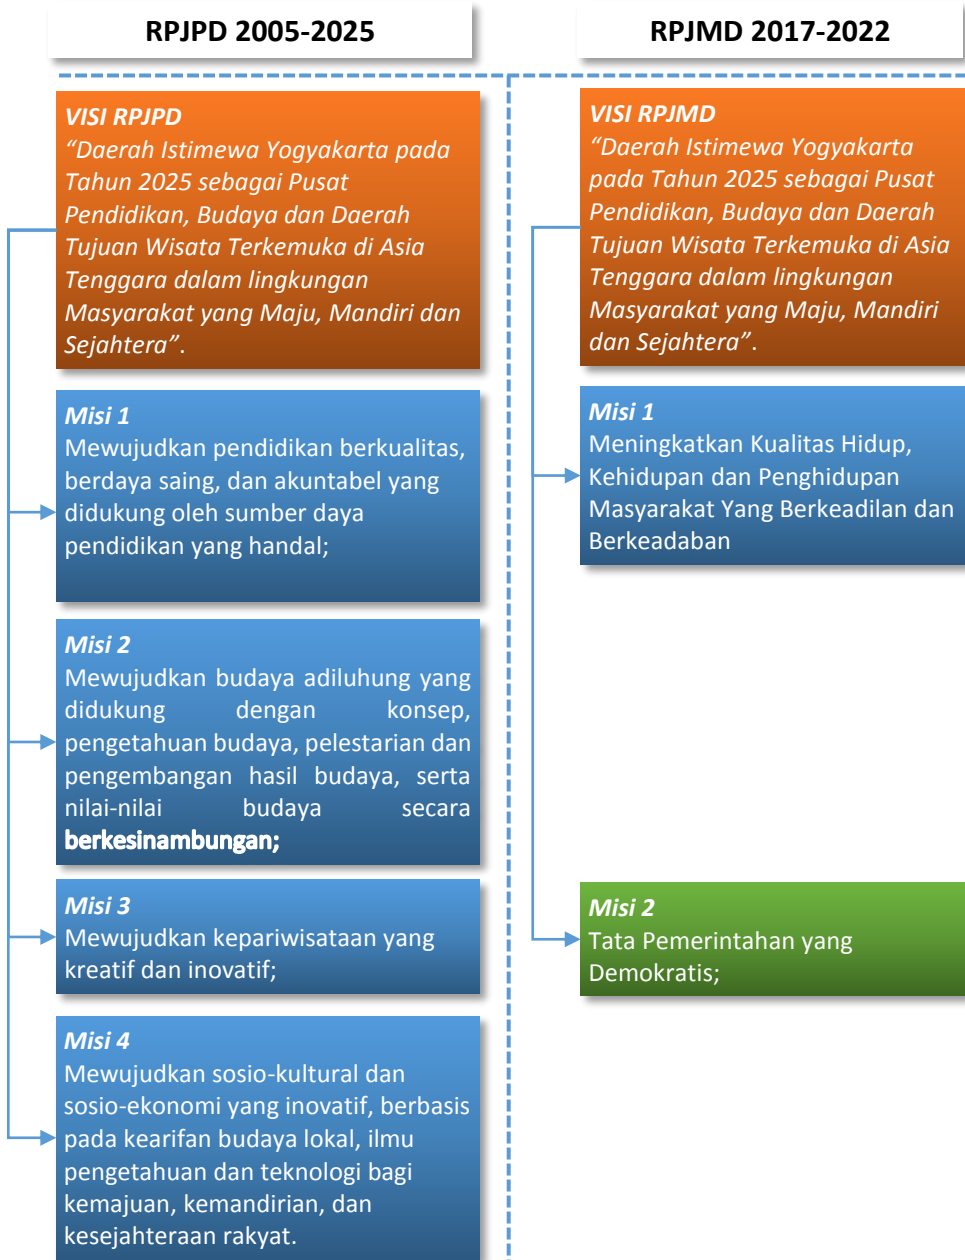 RPJPD 2005-2025
VISI RPJPD
“Daerah Istimewa Yogyakarta pada
Tahun 2025 sebagai Pusat
Pendidikan, Budaya dan Daerah
Tujuan Wisata Terkemuka di Asia
Tenggara dalam lingkungan
Masyarakat yang Maju, Mandiri dan
Sejahtera”.
Misi 1
Mewujudkan pendidikan berkualitas,
berdaya saing, dan akuntabel yang
didukung oleh sumber daya
pendidikan yang handal;
Misi 2
Mewujudkan budaya adiluhung yang
didukung dengan konsep,
pengetahuan budaya, pelestarian dan
pengembangan hasil budaya, serta
nilai-nilai budaya secara
berkesinambungan;
Misi 3
Mewujudkan kepariwisataan yang
kreatif dan inovatif;
Misi 4
Mewujudkan sosio-kultural dan
sosio-ekonomi yang inovatif, berbasis
pada kearifan budaya lokal, ilmu
pengetahuan dan teknologi bagi
kemajuan, kemandirian, dan
kesejahteraan rakyat.
RPJMD 2017-2022
VISI RPJMD
“Daerah Istimewa Yogyakarta
pada Tahun 2025 sebagai Pusat
Pendidikan, Budaya dan Daerah
Tujuan Wisata Terkemuka di Asia
Tenggara dalam lingkungan
Masyarakat yang Maju, Mandiri
dan Sejahtera”.
Misi 1
Meningkatkan Kualitas Hidup,
Kehidupan dan Penghidupan
Masyarakat Yang Berkeadilan dan
Berkeadaban
Misi 2
Tata Pemerintahan yang
Demokratis;